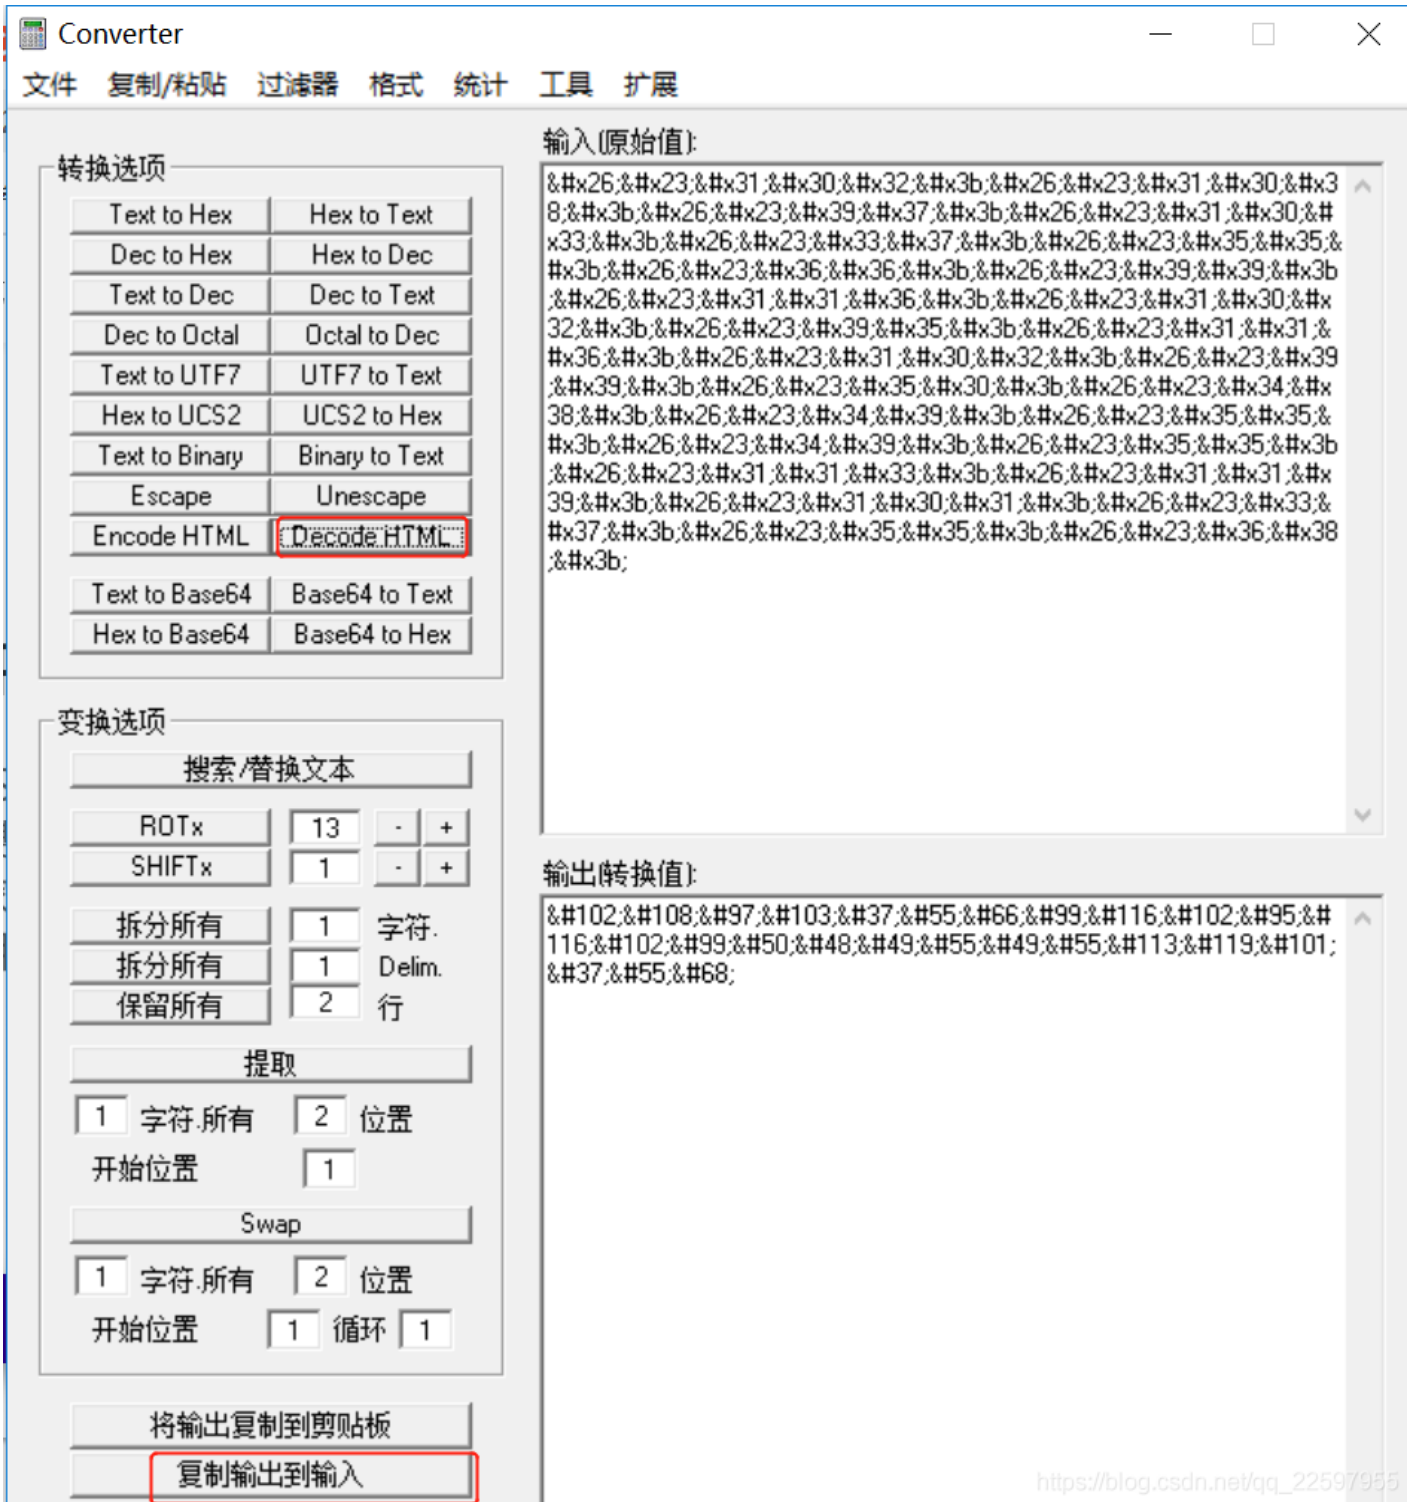 Converter
文件 复制/粘贴 过滤器 格式 统计 工具 扩展
转换选项
Text to Hex Hex to Text
Dec to Hex Hex to Dec
Text to Dec Dec to Text
Dec to Octal Octal to Dec
Text to UTF7 UTF7 to Text
Hex to UCS2 UCS2 to Hex
Text to Binary Binary to Text
Escape Unescape
Encode HTML Decode HTML
Text to Base64 Base64 to Text
Hex to Base64 Base64 to Hex
变换选项
搜索/替换文本
ROTx 13 - +
SHIFTx 1 - +
拆分所有 1 字符.
拆分所有 1 Delim.
保留所有 2 行
提取
1 字符.所有 2 位置
开始位置 1
Swap
1 字符.所有 2 位置
开始位置 1 循环 1
将输出复制到剪贴板
复制输出到输入
输入(原始值):
&#x26;&#x23;&#x31;&#x30;&#x32;&#x3b;&#x26;&#x23;&#x31;&#x30;&#x3
8;&#x3b;&#x26;&#x23;&#x39;&#x37;&#x3b;&#x26;&#x23;&#x31;&#x30;&#
x33;&#x3b;&#x26;&#x23;&#x33;&#x37;&#x3b;&#x26;&#x23;&#x35;&#x35;&
#x3b;&#x26;&#x23;&#x36;&#x36;&#x3b;&#x26;&#x23;&#x39;&#x39;&#x3b
;&#x26;&#x23;&#x31;&#x31;&#x36;&#x3b;&#x26;&#x23;&#x31;&#x30;&#x
32;&#x3b;&#x26;&#x23;&#x39;&#x35;&#x3b;&#x26;&#x23;&#x31;&#x31;&
#x36;&#x3b;&#x26;&#x23;&#x31;&#x30;&#x32;&#x3b;&#x26;&#x23;&#x39
;&#x39;&#x3b;&#x26;&#x23;&#x35;&#x30;&#x3b;&#x26;&#x23;&#x34;&#x
38;&#x3b;&#x26;&#x23;&#x34;&#x39;&#x3b;&#x26;&#x23;&#x35;&#x35;&
#x3b;&#x26;&#x23;&#x34;&#x39;&#x3b;&#x26;&#x23;&#x35;&#x35;&#x3b
;&#x26;&#x23;&#x31;&#x31;&#x33;&#x3b;&#x26;&#x23;&#x31;&#x31;&#x
39;&#x3b;&#x26;&#x23;&#x31;&#x30;&#x31;&#x3b;&#x26;&#x23;&#x33;&
#x37;&#x3b;&#x26;&#x23;&#x35;&#x35;&#x3b;&#x26;&#x23;&#x36;&#x38
;&#x3b;
输出(转换值):
&#102;&#108;&#97;&#103;&#37;&#55;&#66;&#99;&#116;&#102;&#95;&#
116;&#102;&#99;&#50;&#48;&#49;&#55;&#49;&#55;&#113;&#119;&#101;
&#37;&#55;&#68;
https://blog.csdn.net/qq_22597955